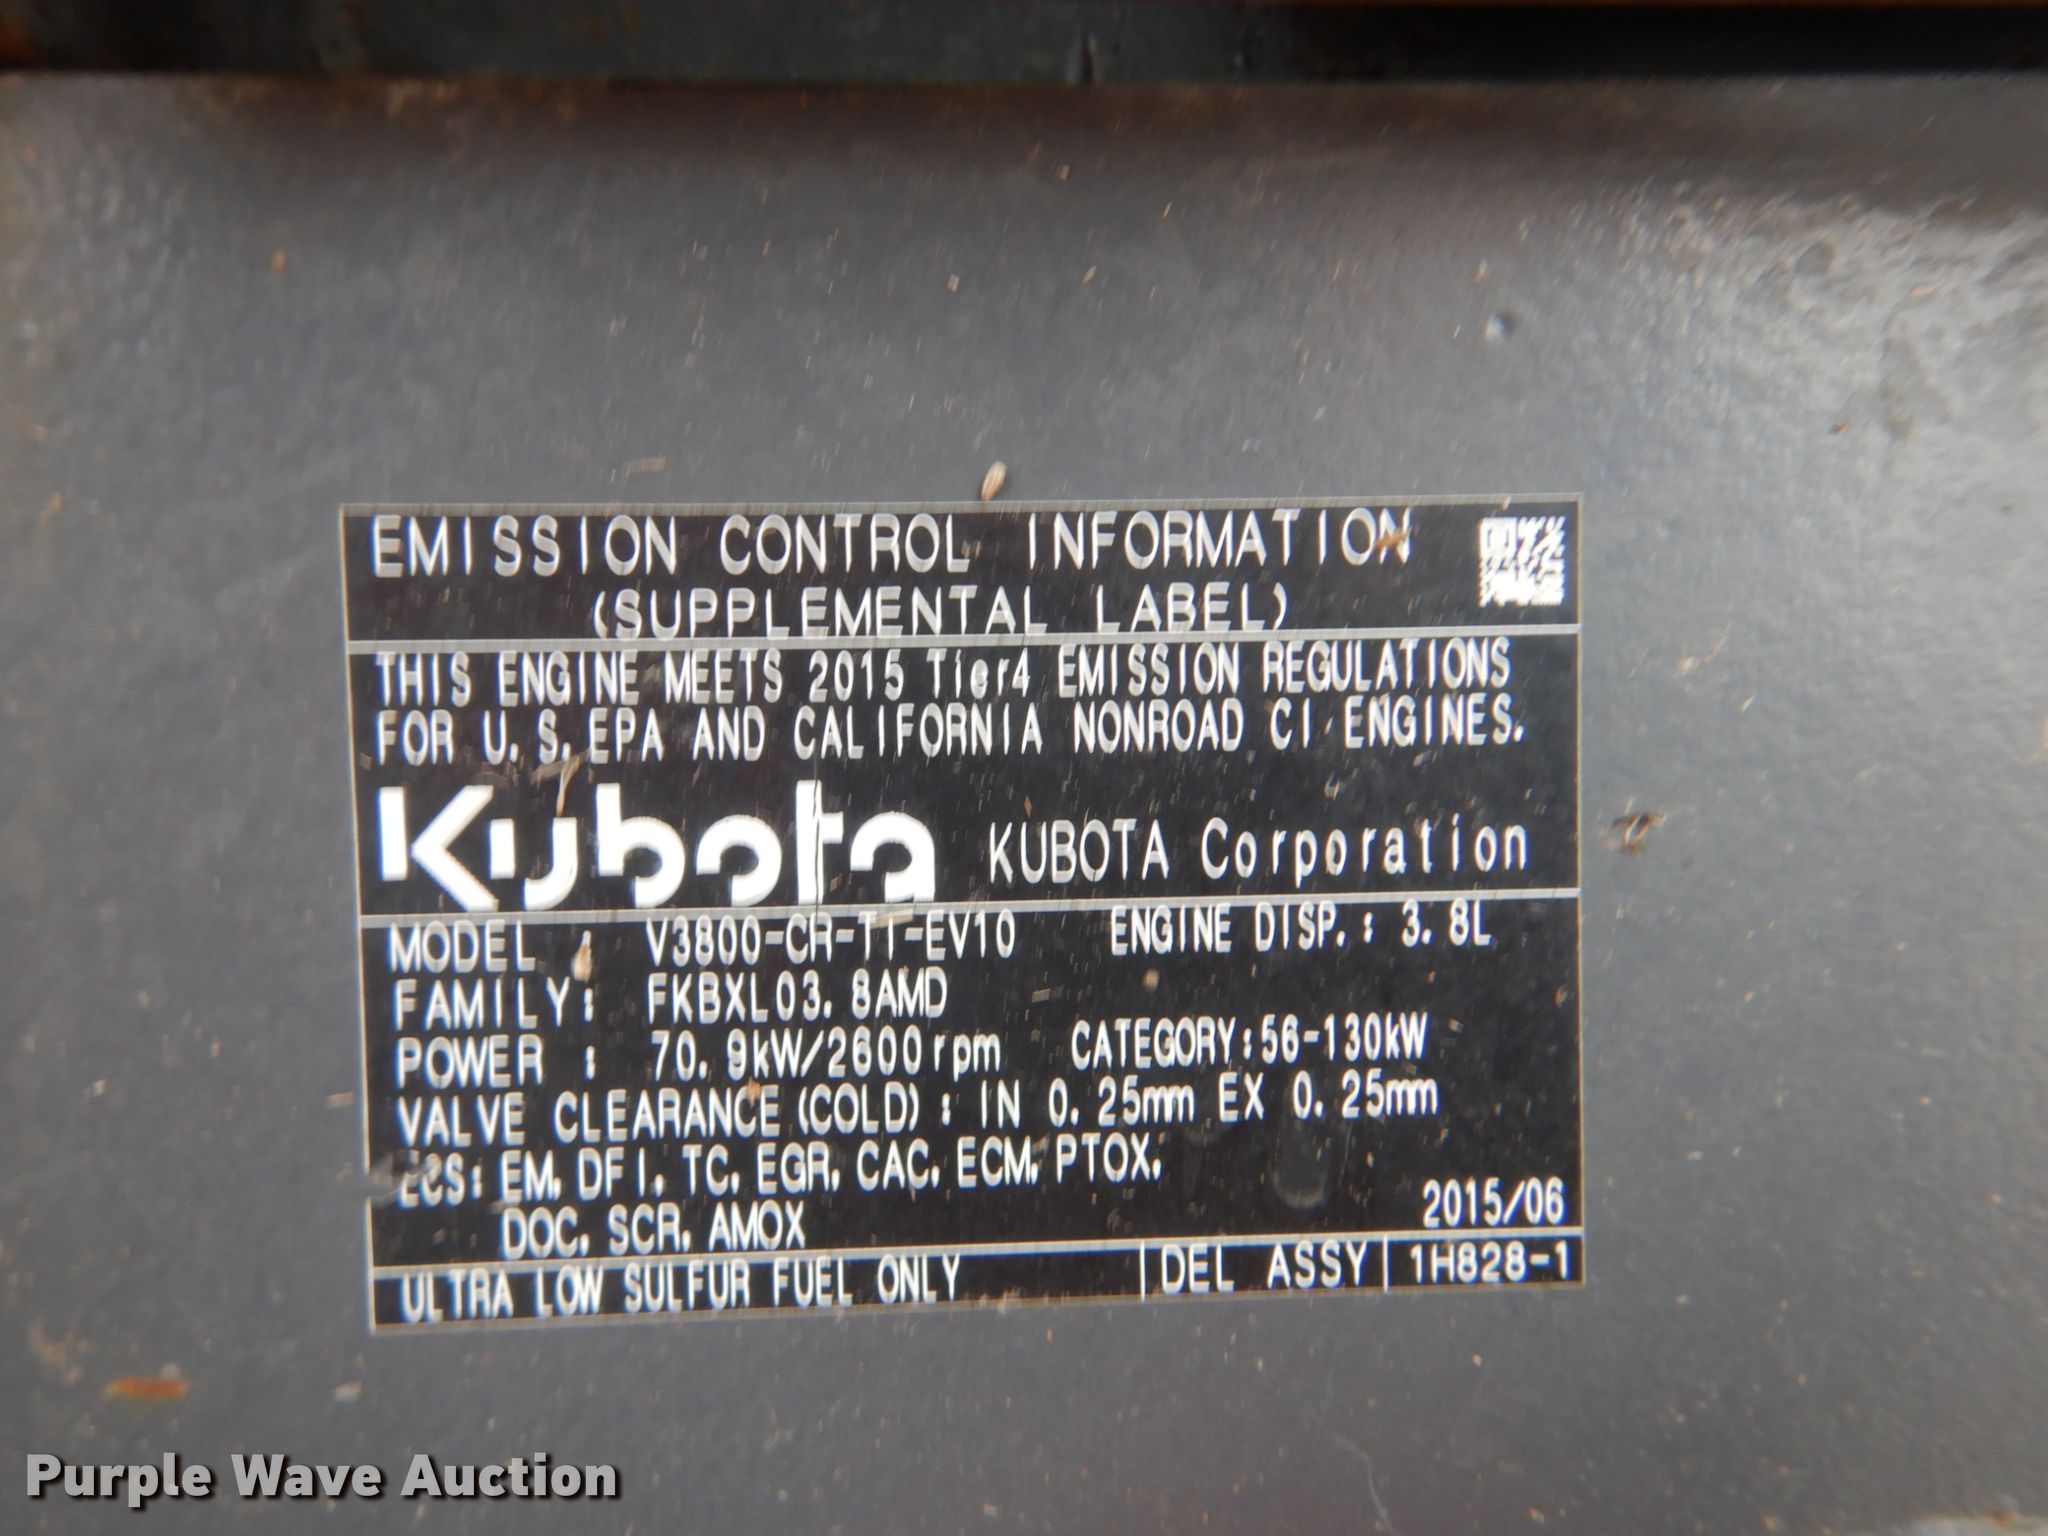 EMISSION CONTROL INFORMATION
(SUPPLEMENTAL LABEL)
THIS ENGINE MEETS 2015 Tier4 EMISSION REGULATIONS
FOR U.S.EPA AND CALIFORNIA NONROAD CI ENGINES.
Kubota KUBOTA Corporation
MODEL : V3800-CR-TI-EV10 ENGINE DISP.: 3.8L
FAMILY: FKBXL03.8AMD
POWER : 70.9kW/2600rpm CATEGORY:56-130kW
VALVE CLEARANCE(COLD): IN 0.25mm EX 0.25mm
ECS: EM, DFI, TC, EGR, CAC, ECM, PTOX,
DOC, SCR, AMOX
2015/06
ULTRA LOW SULFUR FUEL ONLY DEL ASSY 1H828-1
Purple Wave Auction